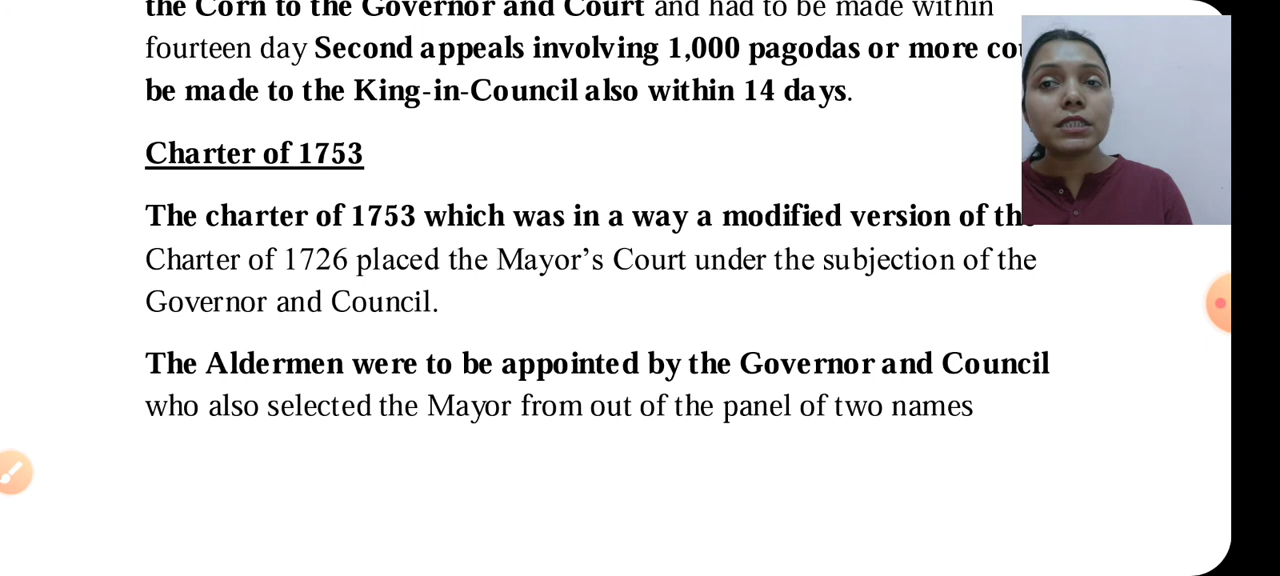 the Corn to the Governor and Court and had to be made within
fourteen day Second appeals involving 1,000 pagodas or more
be made to the King-in-Council also within 14 days.
Charter of 1753
The charter of 1753 which was in a way a modified version of
Charter of 1726 placed the Mayor's Court under the subjection of the
Governor and Council.
The Aldermen were to be appointed by the Governor and Council
who also selected the Mayor from out of the panel of two names